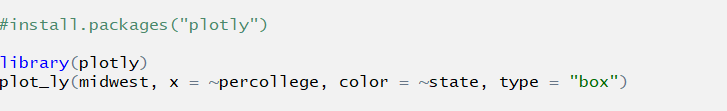 #install.packages("plotly")
library(plotly)
plot_ly(midwest, x = ~percollege, color = ~state, type = "box")